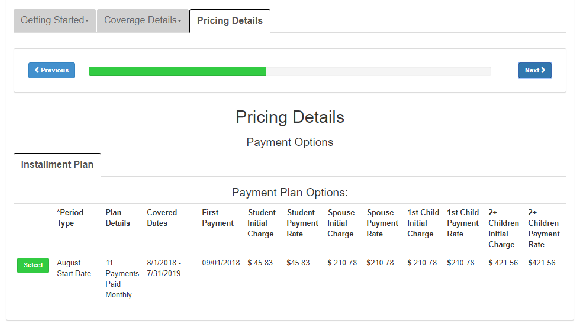 Getting Started
Coverage Details
Pricing Details
Previous
Next
Pricing Details
Payment Options
Installment Plan
Payment Plan Options:
*Period Type
Plan Details
Covered Dates
First Payment
Student Initial Charge
Student Payment Rate
Spouse Initial Charge
Spouse Payment Rate
1st Child Initial Charge
1st Child Payment Rate
2+ Children Initial Charge
2+ Children Payment Rate
Select
August Start Date
11 Payments Paid Monthly
8/1/2018 - 7/31/2019
09/01/2018
$ 45.83
$45.83
$ 210.78
$210.78
$ 210.78
$210.78
$ 421.56
$421.56